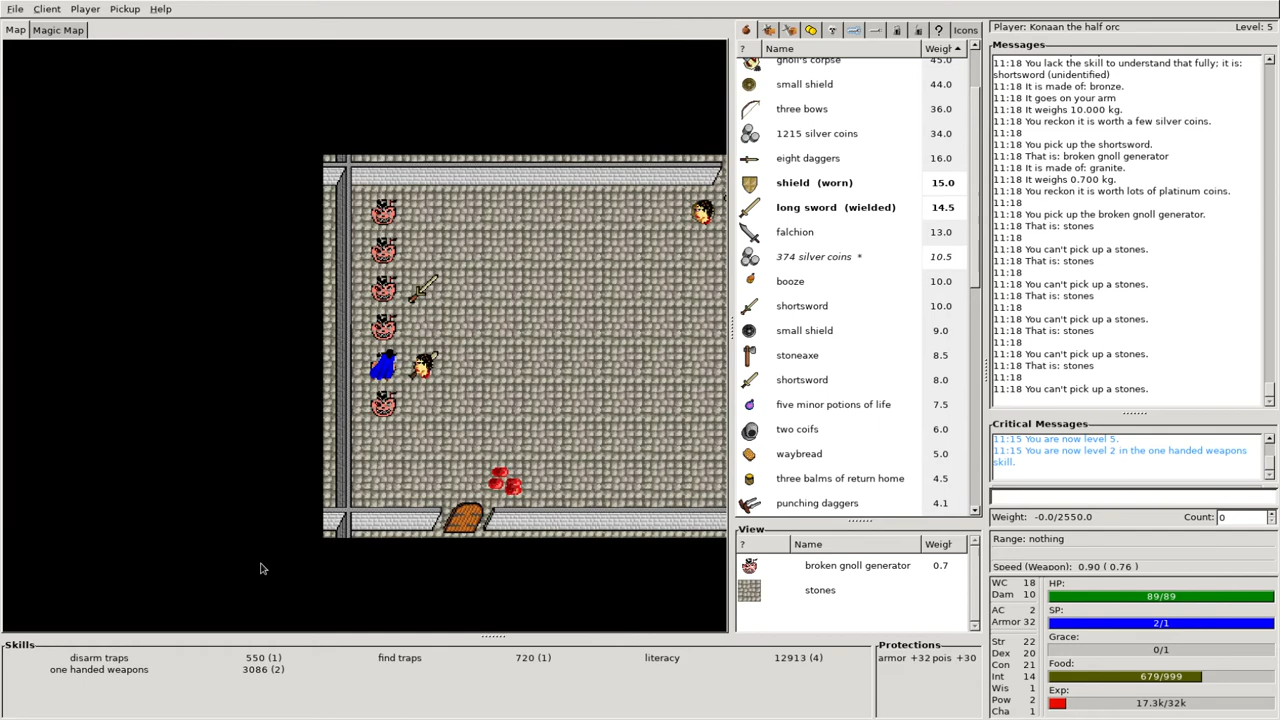 File Client Player Pickup Help
Map Magic Map
? Name Weigh
gnoll's corpse 45.0
small shield 44.0
three bows 36.0
1215 silver coins 34.0
eight daggers 16.0
shield (worn) 15.0
long sword (wielded) 14.5
falchion 13.0
374 silver coins * 10.5
booze 10.0
shortsword 10.0
small shield 9.0
stoneaxe 8.5
shortsword 8.0
five minor potions of life 7.5
two coifs 6.0
waybread 5.0
three balms of return home 4.5
punching daggers 4.1
View
? Name Weigh
broken gnoll generator 0.7
stones
? Icons
Player: Konaan the half orc Level: 5
Messages
11:18 You lack the skill to understand that fully; it is:
shortsword (unidentified)
11:18 It is made of: bronze.
11:18 It goes on your arm
11:18 It weighs 10.000 kg.
11:18 You reckon it is worth a few silver coins.
11:18
11:18 You pick up the shortsword.
11:18 That is: broken gnoll generator
11:18 It is made of: granite.
11:18 It weighs 0.700 kg.
11:18 You reckon it is worth lots of platinum coins.
11:18
11:18 You pick up the broken gnoll generator.
11:18 That is: stones
11:18
11:18 You can't pick up a stones.
11:18 That is: stones
11:18
11:18 You can't pick up a stones.
11:18 That is: stones
11:18
11:18 You can't pick up a stones.
11:18 That is: stones
11:18
11:18 You can't pick up a stones.
11:18 That is: stones
11:18
11:18 You can't pick up a stones.
Critical Messages
11:15 You are now level 5.
11:15 You are now level 2 in the one handed weapons
skill.
Weight: -0.0/2550.0 Count: 0
Range: nothing
Speed (Weapon): 0.90 ( 0.76 )
WC 18
Dam 10
AC 2
Armor 32
Str 22
Dex 20
Con 21
Int 14
Wis 1
Pow 2
Cha 1
HP:
89/89
SP:
2/1
Grace:
0/1
Food:
679/999
Exp:
17.3k/32k
Skills
disarm traps 550 (1) find traps 720 (1) literacy 12913 (4)
one handed weapons 3086 (2)
Protections
armor +32 pois +30